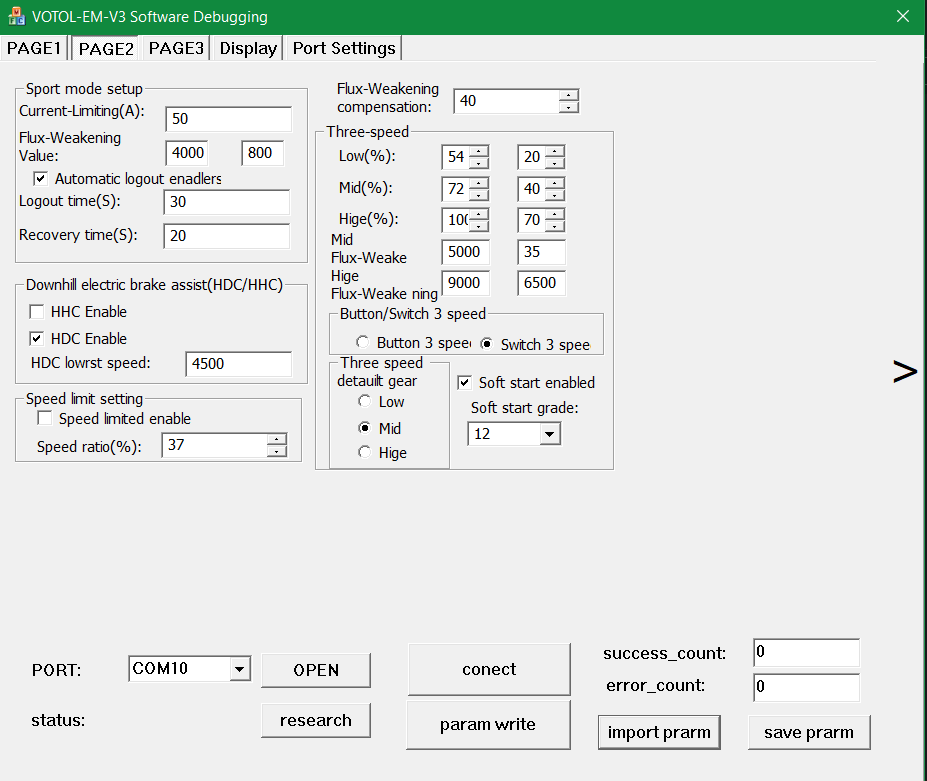 VOTOL-EM-V3 Software Debugging
PAGE1 PAGE2 PAGE3 Display Port Settings
Sport mode setup
Current-Limiting(A): 50
Flux-Weakening
Value: 4000 800
Automatic logout enadlers
Logout time(S): 30
Recovery time(S): 20
Downhill electric brake assist(HDC/HHC)
HHC Enable
HDC Enable
HDC lowrst speed: 4500
Speed limit setting
Speed limited enable
Speed ratio(%): 37
Flux-Weakening
compensation: 40
Three-speed
Low(%): 54 20
Mid(%): 72 40
Hige(%): 100 70
Mid
Flux-Weake 5000 35
Hige
Flux-Weake ning 9000 6500
Button/Switch 3 speed
Button 3 speed Switch 3 spee
Three speed
detault gear
Low
Mid
Hige
Soft start enabled
Soft start grade:
12
>
PORT: COM10 OPEN conect
status: research param write
success_count: 0
error_count: 0
import prarm save prarm